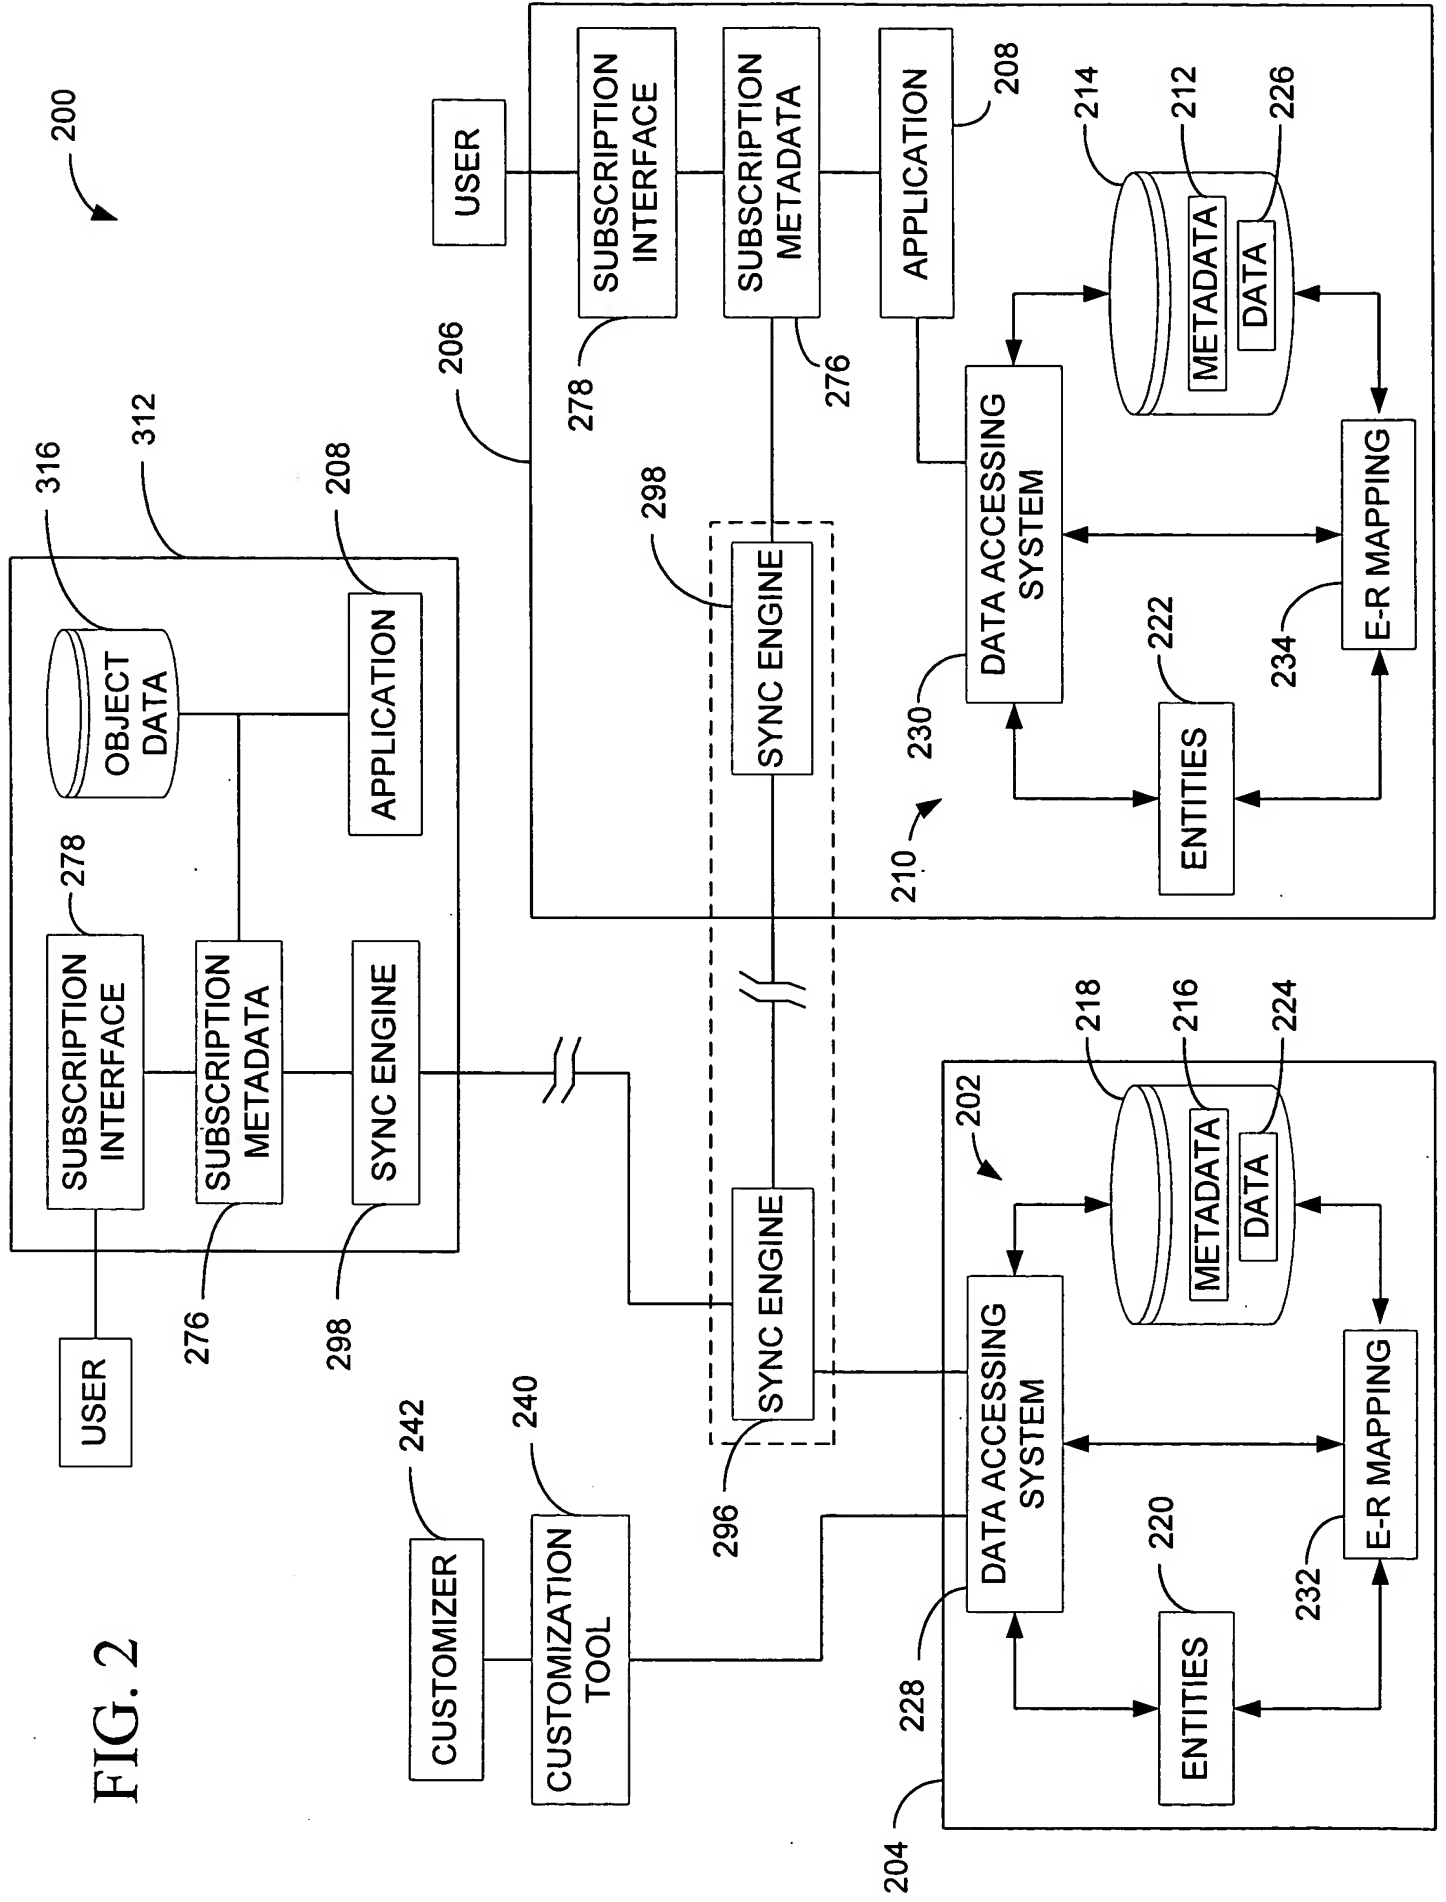 FIG. 2
200
USER
SUBSCRIPTION
INTERFACE
278
SUBSCRIPTION
METADATA
276
SYNC ENGINE
298
OBJECT
DATA
316
312
APPLICATION
208
CUSTOMIZER
242
CUSTOMIZATION
TOOL
240
SYNC ENGINE
296
SYNC ENGINE
298
206
USER
SUBSCRIPTION
INTERFACE
278
SUBSCRIPTION
METADATA
276
APPLICATION
208
204
202
DATA ACCESSING
SYSTEM
228
ENTITIES
220
E-R MAPPING
232
218
METADATA
216
DATA
224
210
DATA ACCESSING
SYSTEM
230
ENTITIES
222
E-R MAPPING
234
214
METADATA
212
DATA
226